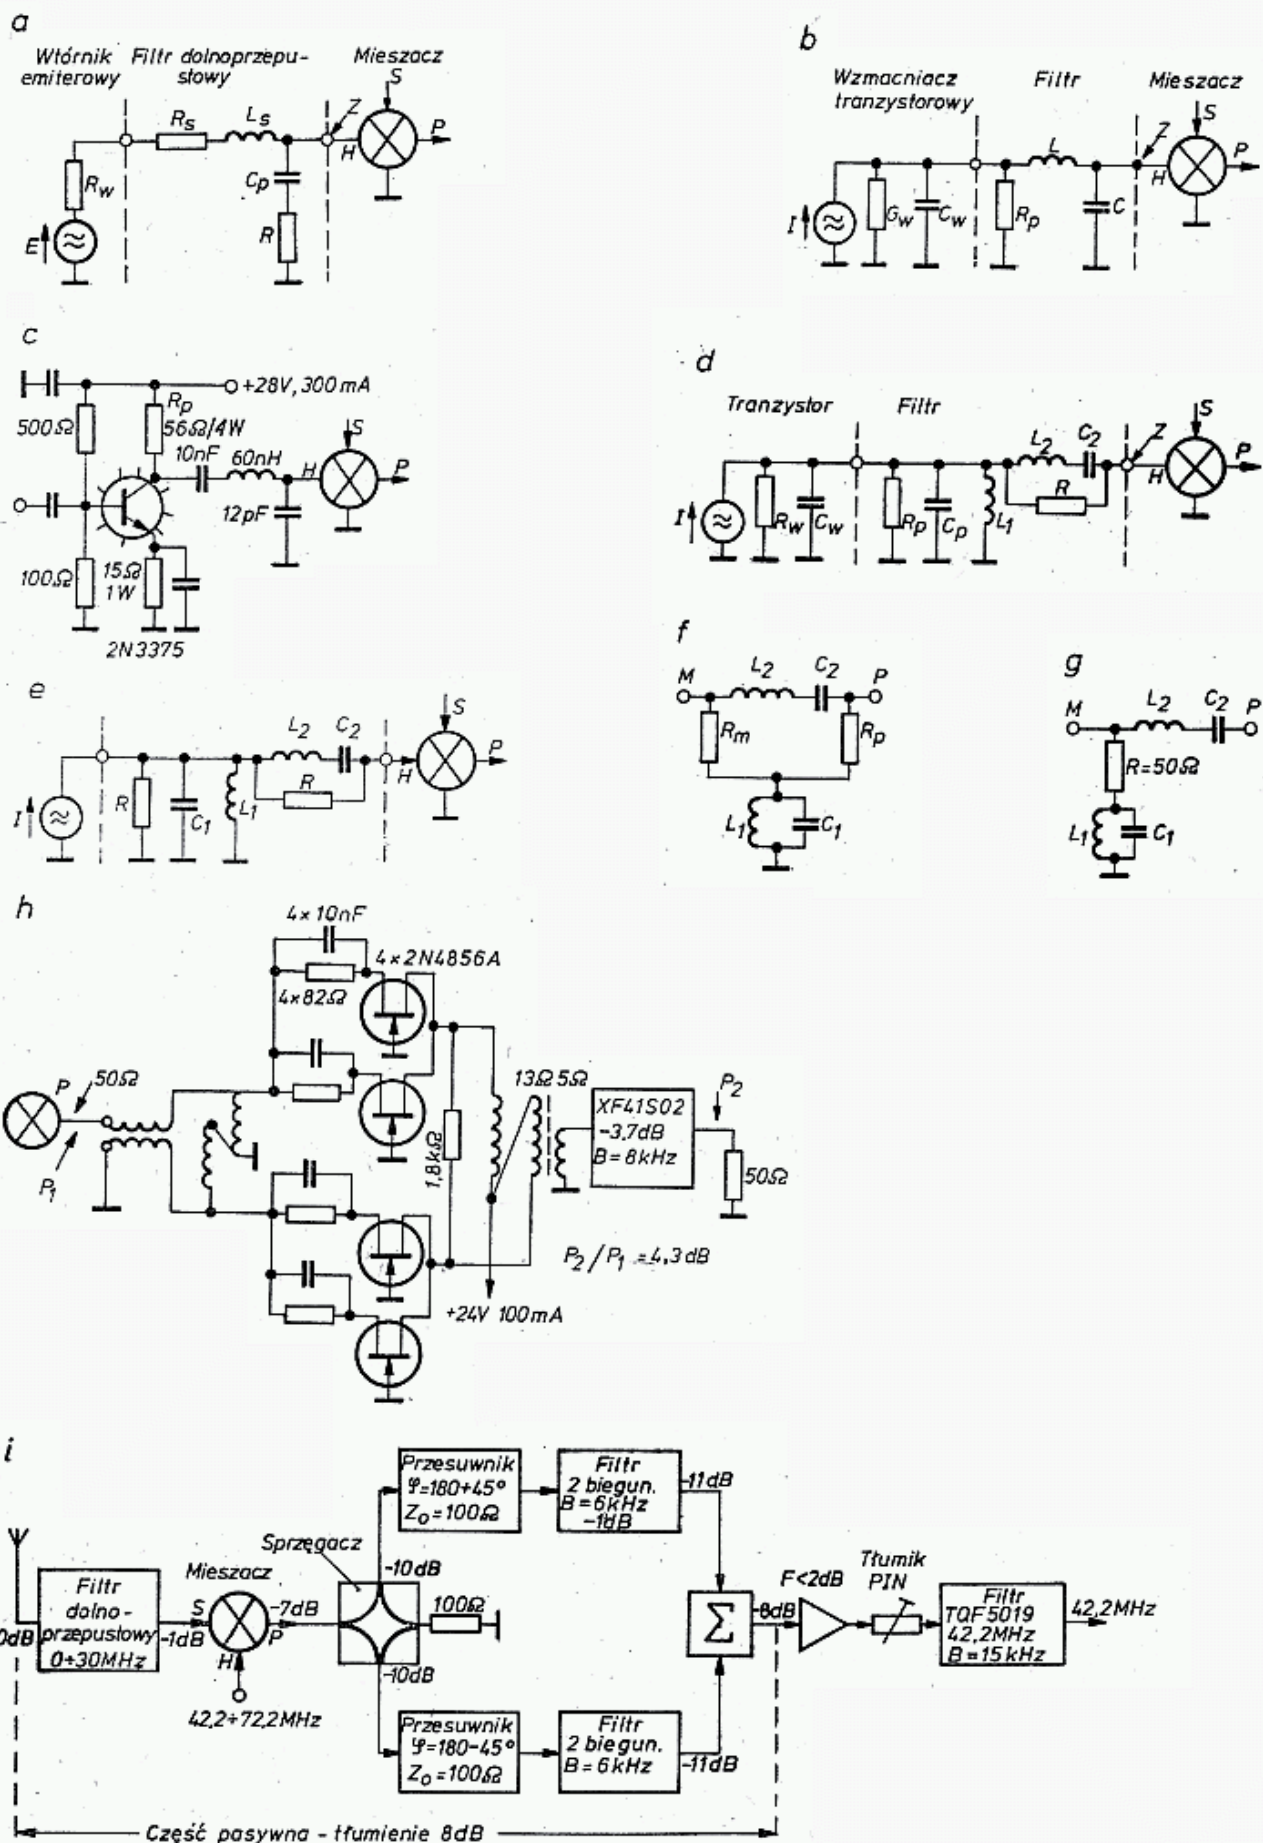 a
Wtórnik emiterowy
Filtr dolnoprzepu-
stowy
Mieszacz
S
Rs
Ls
Z
P
H
Rw
Cp
E
R
b
Wzmacniacz
tranzystorowy
Filtr
Mieszacz
S
L
Z
P
H
I
Gw
Cw
Rp
C
c
+28V, 300mA
Rp
500Ω
56Ω/4W
10nF
60nH
S
H
P
12pF
100Ω
15Ω
1W
2N3375
d
Tranzystor
Filtr
S
L2
C2
Z
P
H
I
Rw
Cw
Rp
Cp
L1
R
e
S
L2
C2
P
H
I
R
C1
L1
R
f
M
L2
C2
P
Rm
Rp
L1
C1
g
M
L2
C2
P
R=50Ω
L1
C1
h
4×10nF
4×2N4856A
4×82Ω
P
50Ω
P1
1,8kΩ
13Ω
5Ω
XF41S02
-3,7dB
B=8kHz
P2
50Ω
P2/P1 =4,3dB
+24V 100mA
i
Przesuwnik
φ=180+45°
Z0=100Ω
Filtr
2 biegun.
B=6kHz
-1dB
-11dB
Sprzęgacz
-10dB
Mieszacz
Filtr
dolno-
przepustowy
0÷30MHz
0dB
-1dB
S
-7dB
P
H
42,2÷72,2MHz
100Ω
-10dB
Σ
-8dB
F<2dB
Tłumik
PIN
Filtr
TQF5019
42,2MHz
B=15kHz
42,2MHz
Przesuwnik
φ=180-45°
Z0=100Ω
Filtr
2 biegun.
B=6kHz
-11dB
Część pasywna - tłumienie 8dB